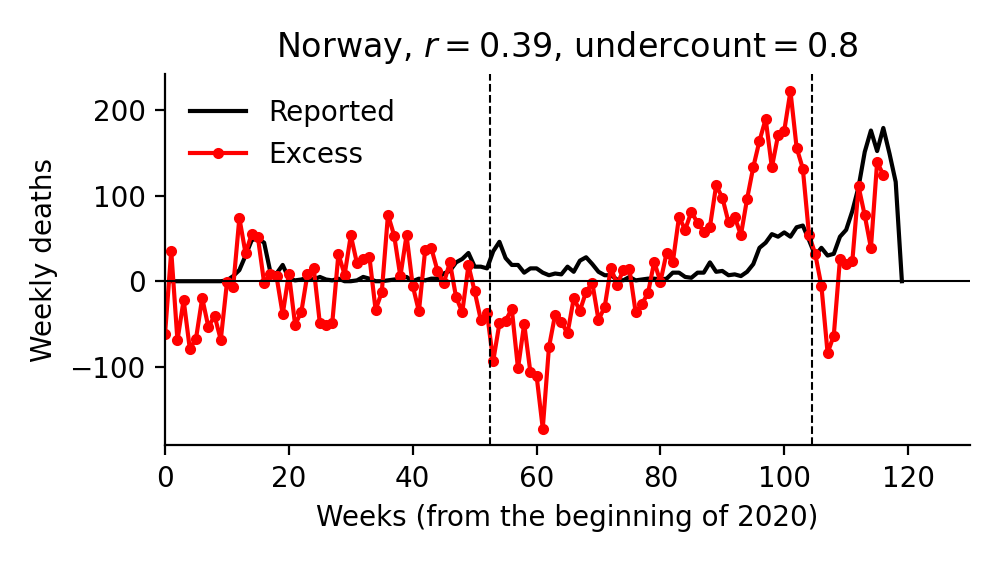 Norway, r = 0.39, undercount = 0.8
Reported
Excess
200
100
0
−100
Weekly deaths
0 20 40 60 80 100 120
Weeks (from the beginning of 2020)